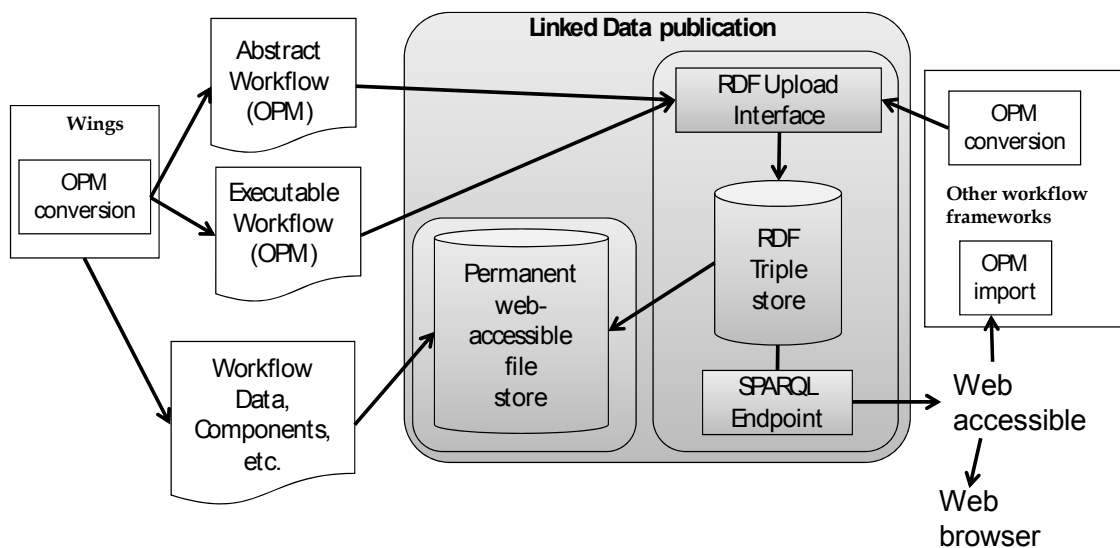 Linked Data publication
Abstract
Workflow
(OPM)
Wings
OPM
conversion
Executable
Workflow
(OPM)
Workflow
Data,
Components,
etc.
Permanent
web-
accessible
file
store
RDF Upload
Interface
RDF
Triple
store
SPARQL
Endpoint
OPM
conversion
Other workflow
frameworks
OPM
import
Web
accessible
Web
browser